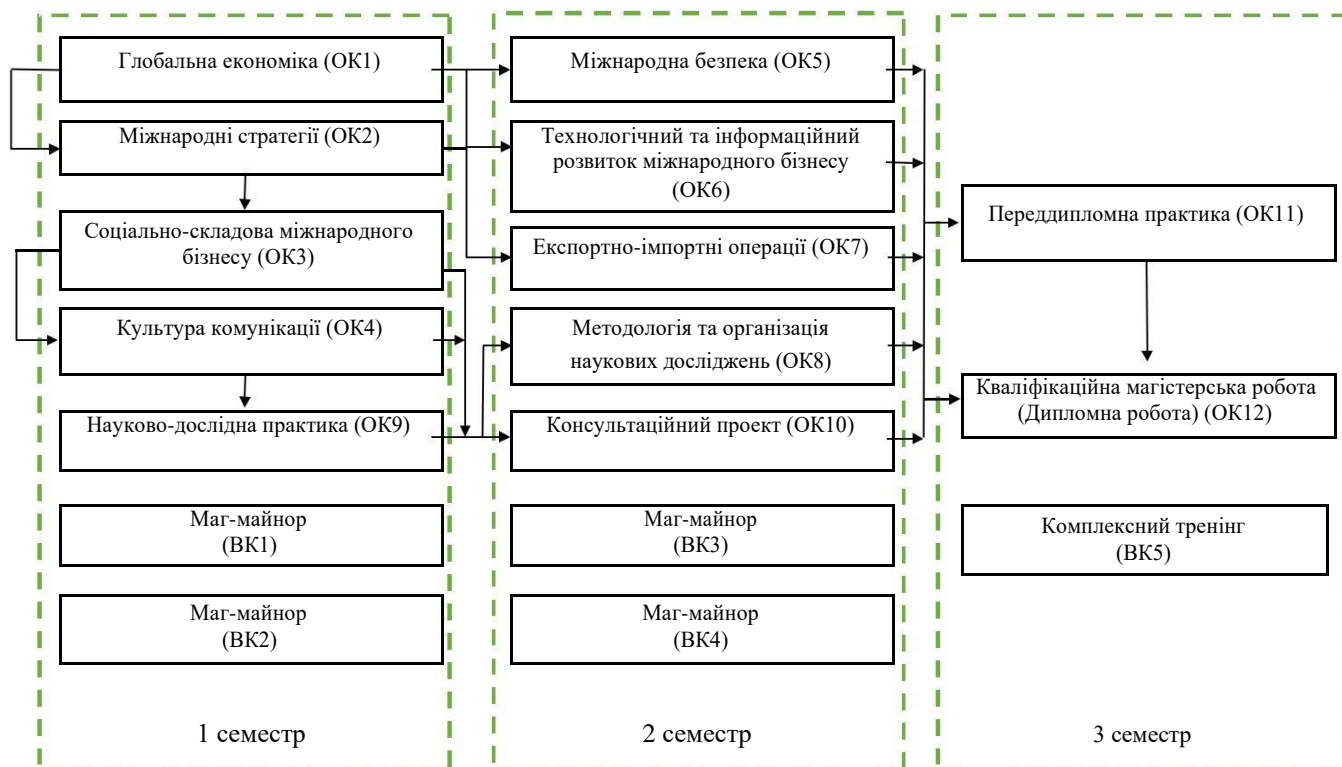 Глобальна економіка (ОК1)
Міжнародні стратегії (ОК2)
Соціально-складова міжнародного
бізнесу (ОК3)
Культура комунікації (ОК4)
Науково-дослідна практика (ОК9)
Маг-майнор
(ВК1)
Маг-майнор
(ВК2)
1 семестр
Міжнародна безпека (ОК5)
Технологічний та інформаційний
розвиток міжнародного бізнесу
(ОК6)
Експортно-імпортні операції (ОК7)
Методологія та організація
наукових досліджень (ОК8)
Консультаційний проект (ОК10)
Маг-майнор
(ВК3)
Маг-майнор
(ВК4)
2 семестр
Переддипломна практика (ОК11)
Кваліфікаційна магістерська робота
(Дипломна робота) (ОК12)
Комплексний тренінг
(ВК5)
3 семестр